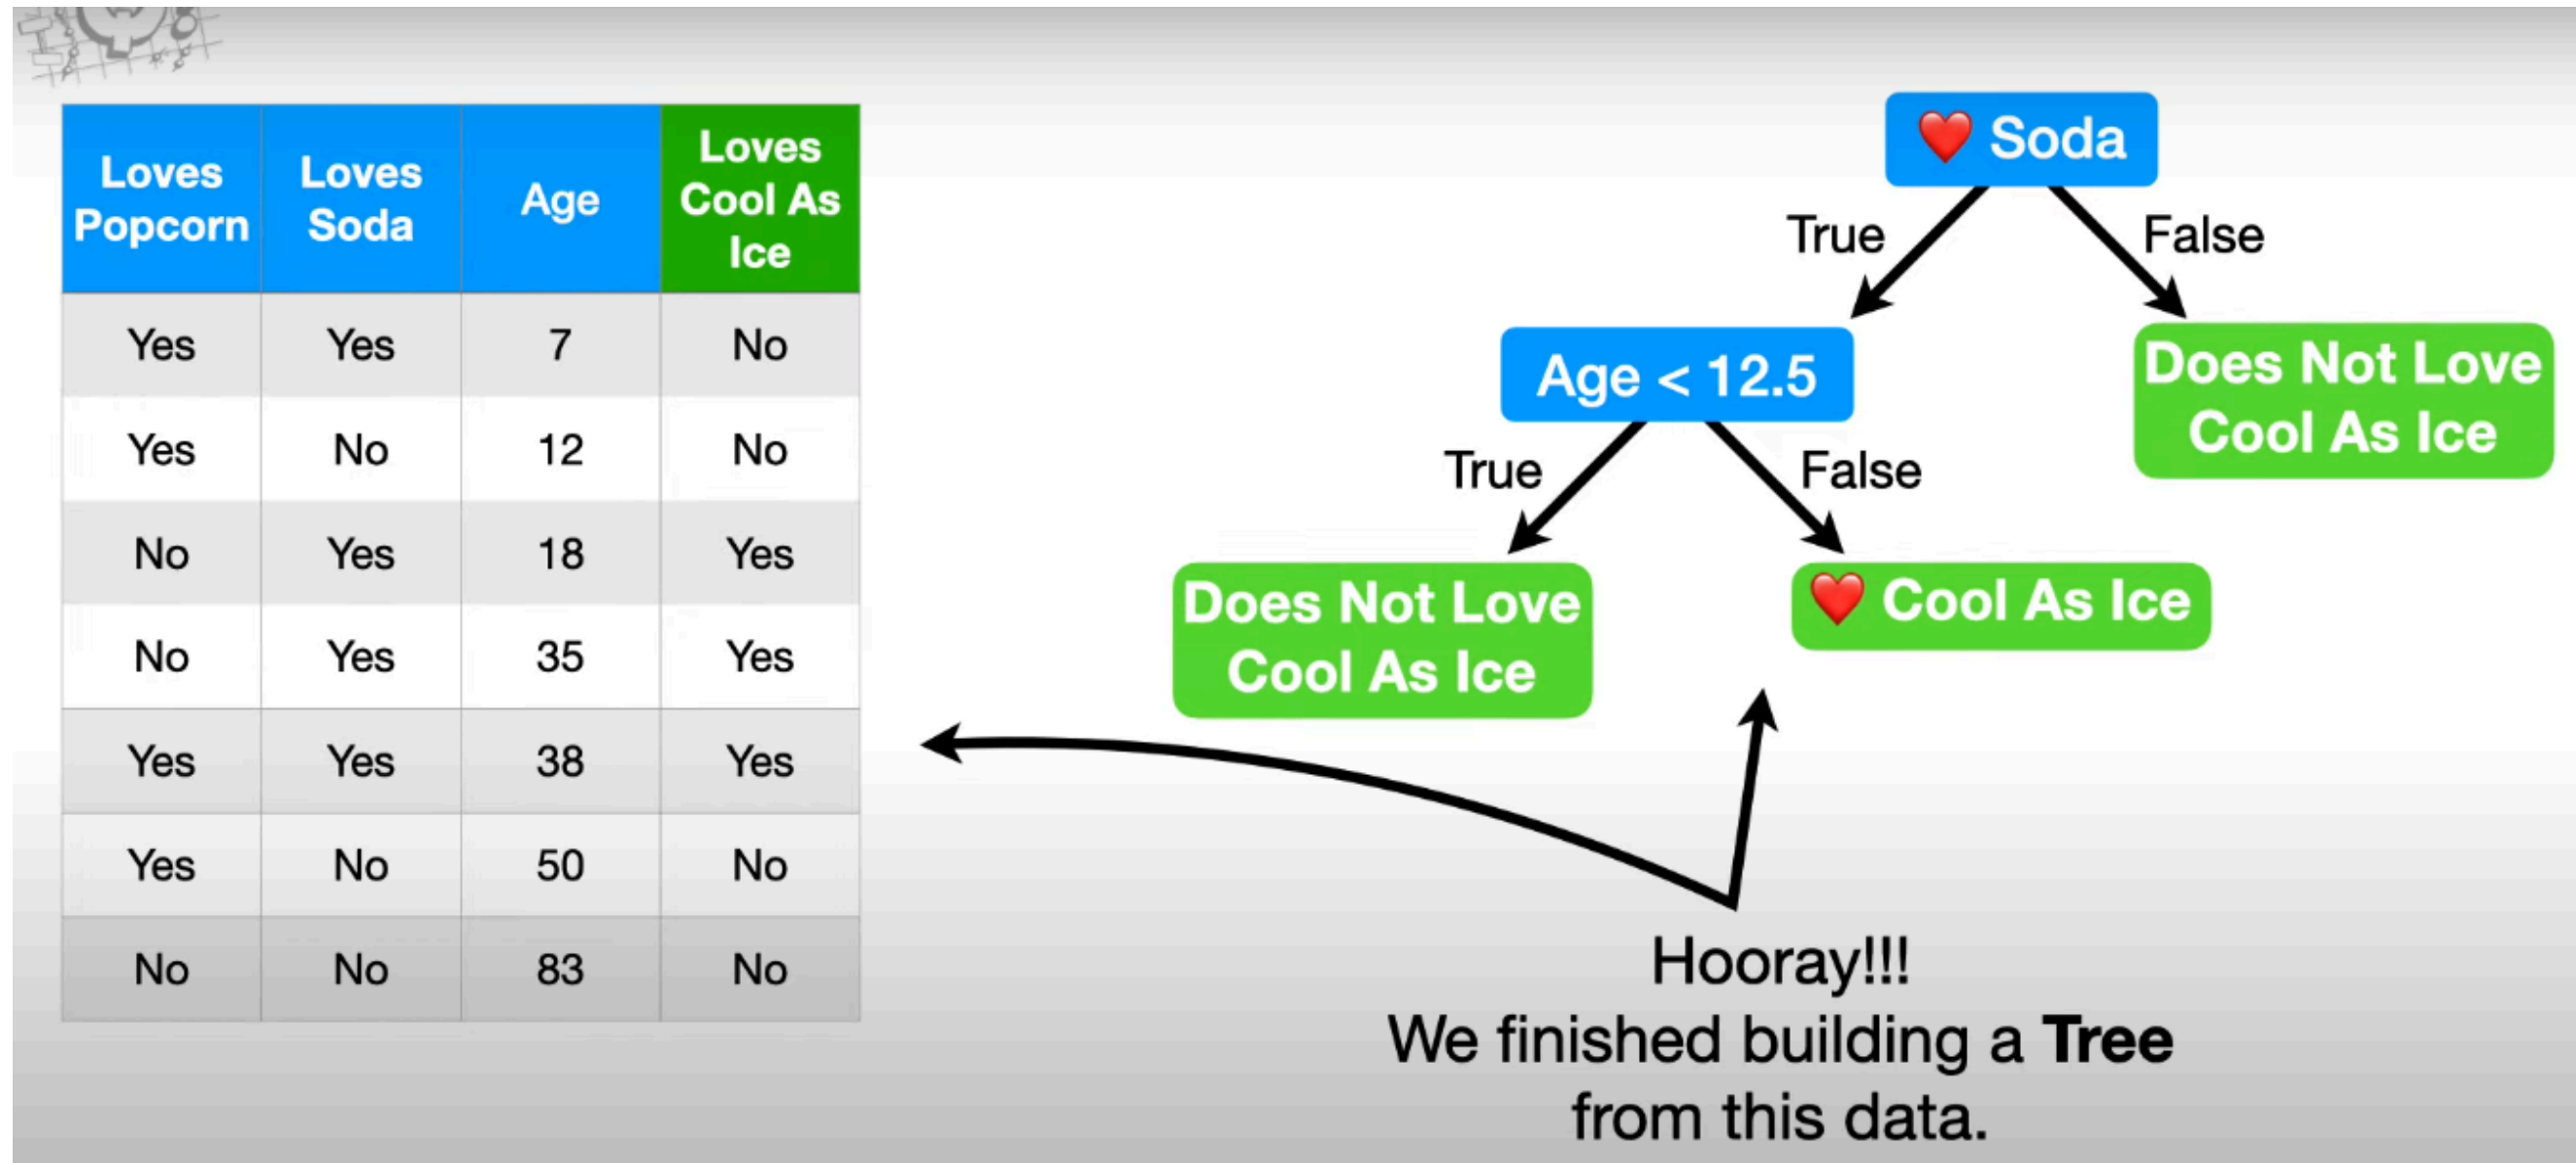 Loves Popcorn
Loves Soda
Age
Loves Cool As Ice
Yes Yes 7 No
Yes No 12 No
No Yes 18 Yes
No Yes 35 Yes
Yes Yes 38 Yes
Yes No 50 No
No No 83 No
❤️ Soda
True
False
Age < 12.5
Does Not Love
Cool As Ice
True
False
Does Not Love
Cool As Ice
❤️ Cool As Ice
Hooray!!!
We finished building a Tree
from this data.